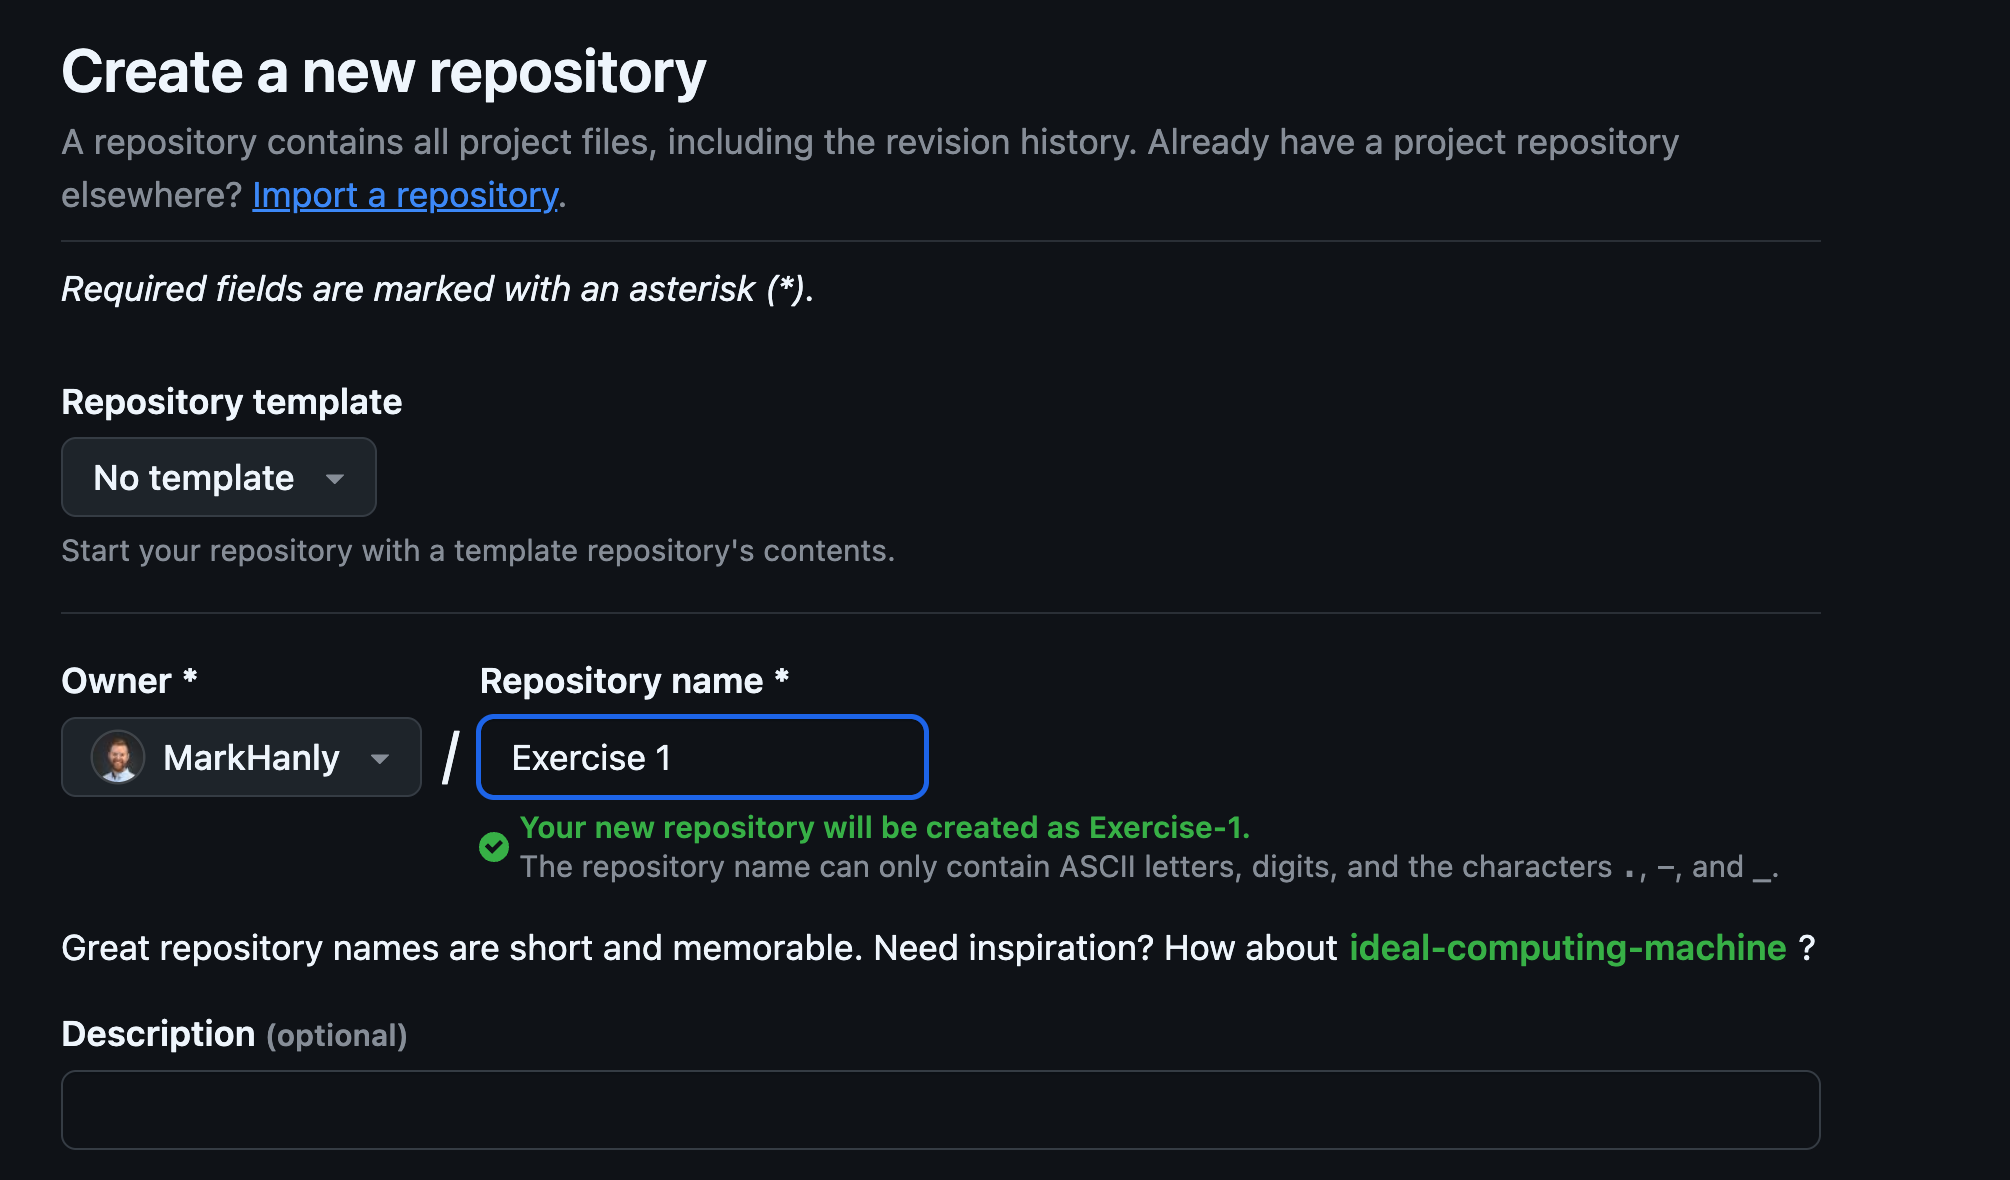 Create a new repository
A repository contains all project files, including the revision history. Already have a project repository
elsewhere? Import a repository.
Required fields are marked with an asterisk (*).
Repository template
No template
Start your repository with a template repository's contents.
Owner *
Repository name *
MarkHanly
/
Exercise 1
Your new repository will be created as Exercise-1.
The repository name can only contain ASCII letters, digits, and the characters ., -, and _.
Great repository names are short and memorable. Need inspiration? How about ideal-computing-machine ?
Description (optional)